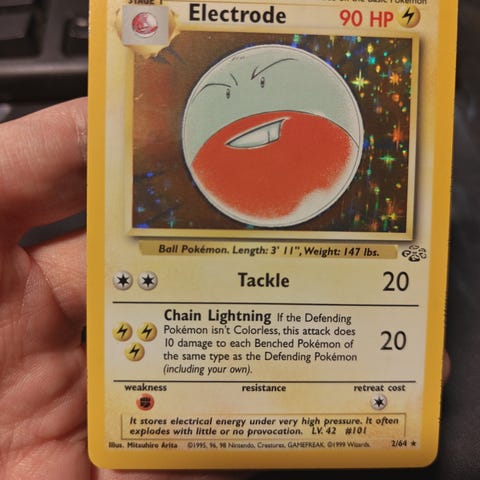 STAGE 1
on the Basic Pokémon
Electrode 90 HP
Ball Pokémon. Length: 3' 11", Weight: 147 lbs.
Tackle 20
Chain Lightning If the Defending
Pokémon isn't Colorless, this attack does
10 damage to each Benched Pokémon of
the same type as the Defending Pokémon
(including your own).
20
weakness resistance retreat cost
It stores electrical energy under very high pressure. It often
explodes with little or no provocation. LV. 42 #101
Illus. Mitsuhiro Arita ©1995, 96, 98 Nintendo, Creatures, GAMEFREAK. ©1999 Wizards. 2/64 ★